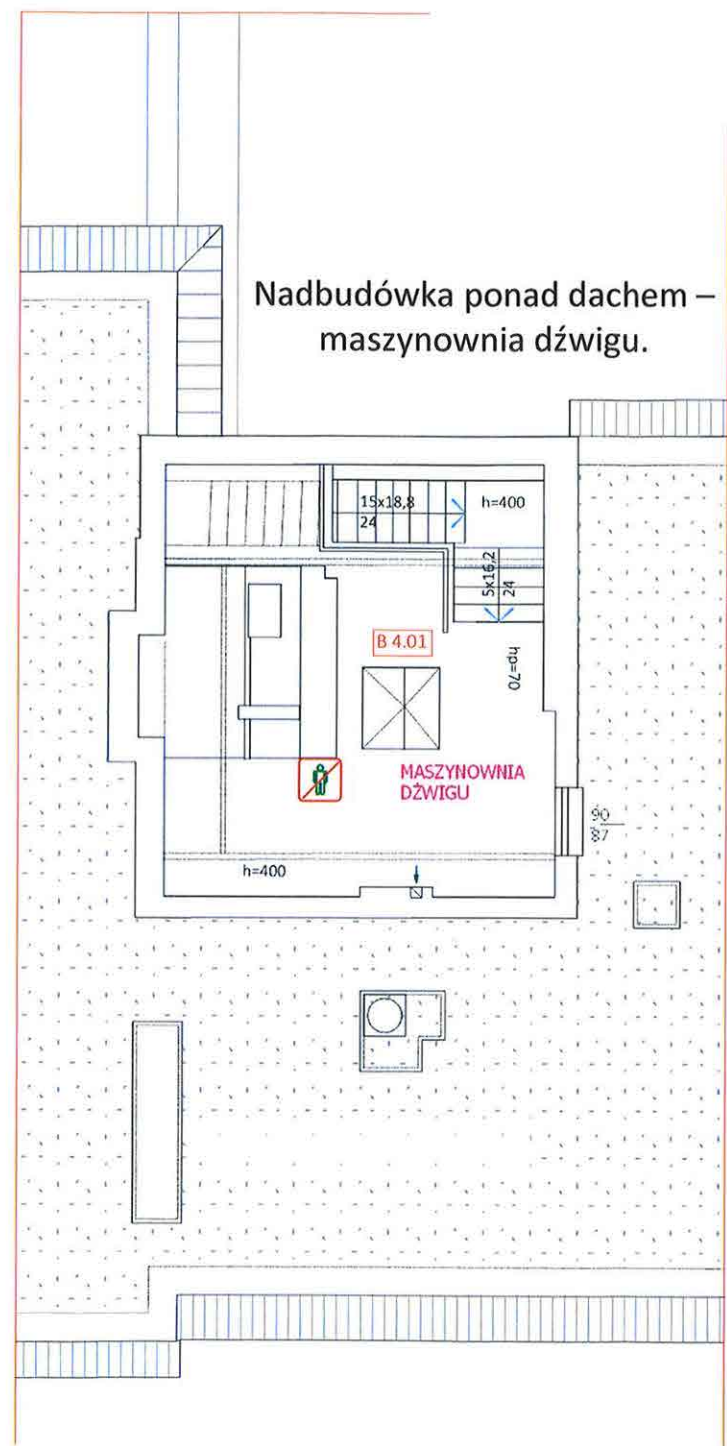 Nadbudówka ponad dachem –
maszynownia dźwigu.
15x18,8
24
h=400
5x16,2
24
B 4.01
hp=70
MASZYNOWNIA
DŹWIGU
90
87
h=400